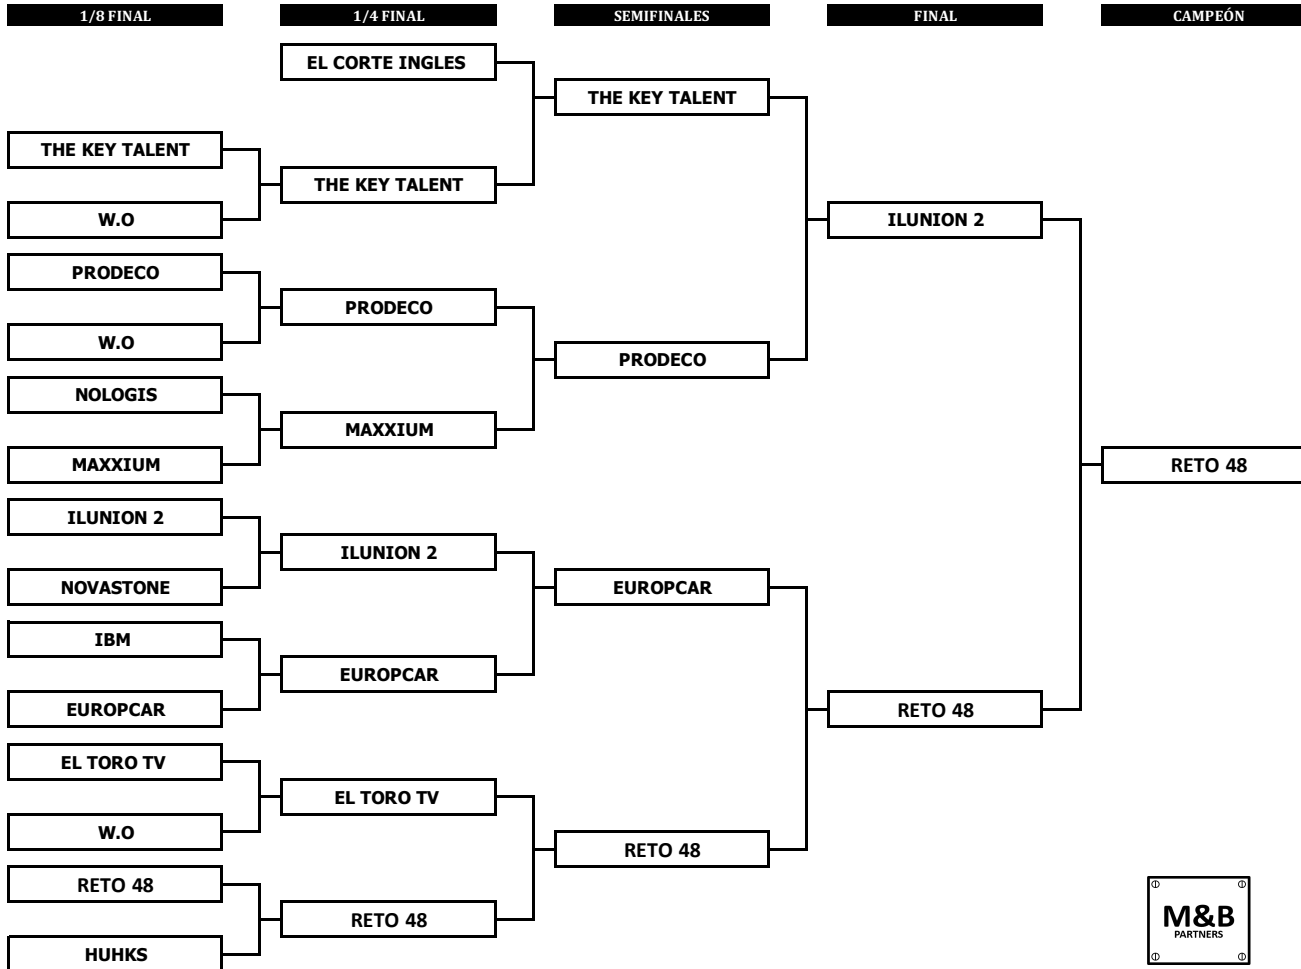 1/8 FINAL
1/4 FINAL
SEMIFINALES
FINAL
CAMPEÓN
THE KEY TALENT
W.O
PRODECO
W.O
NOLOGIS
MAXXIUM
ILUNION 2
NOVASTONE
IBM
EUROPCAR
EL TORO TV
W.O
RETO 48
HUHKS
EL CORTE INGLES
THE KEY TALENT
PRODECO
MAXXIUM
ILUNION 2
EUROPCAR
EL TORO TV
RETO 48
THE KEY TALENT
PRODECO
EUROPCAR
RETO 48
ILUNION 2
RETO 48
RETO 48
M&B
PARTNERS